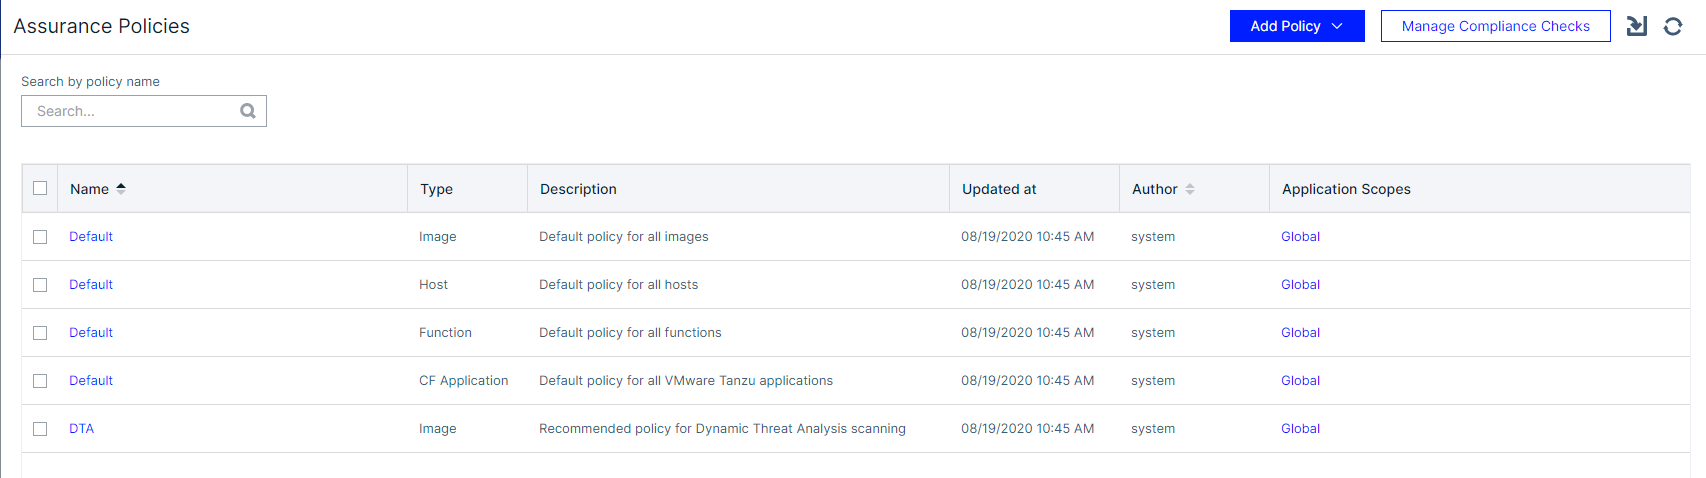 Assurance Policies
Add Policy
Manage Compliance Checks
Search by policy name
Search...
Name Type Description Updated at Author Application Scopes
Default Image Default policy for all images 08/19/2020 10:45 AM system Global
Default Host Default policy for all hosts 08/19/2020 10:45 AM system Global
Default Function Default policy for all functions 08/19/2020 10:45 AM system Global
Default CF Application Default policy for all VMware Tanzu applications 08/19/2020 10:45 AM system Global
DTA Image Recommended policy for Dynamic Threat Analysis scanning 08/19/2020 10:45 AM system Global